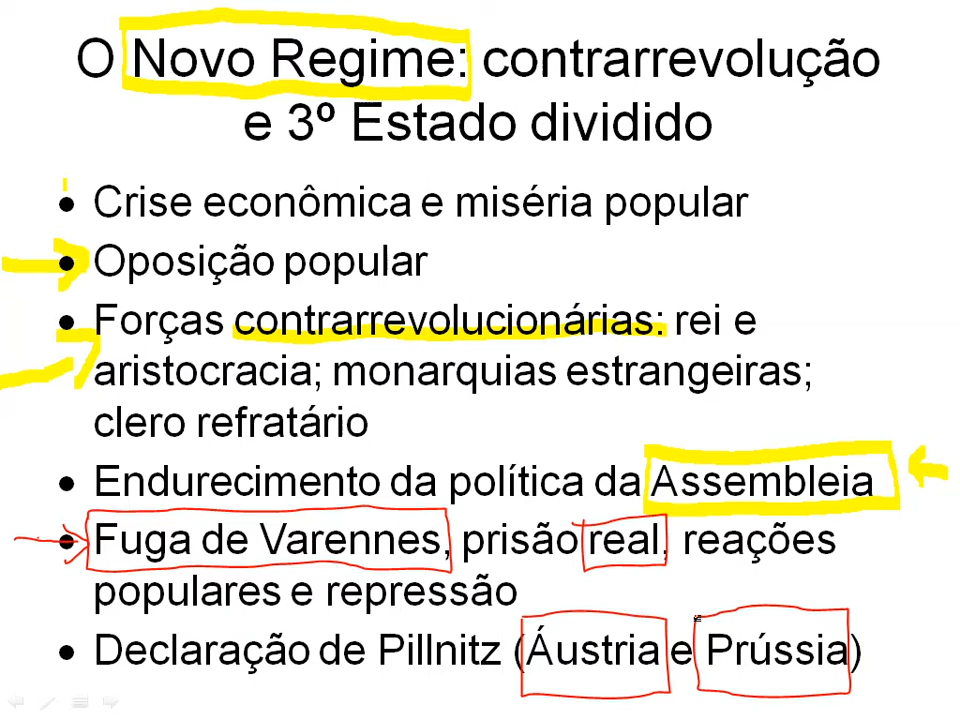 O Novo Regime: contrarrevolução
e 3º Estado dividido
• Crise econômica e miséria popular
• Oposição popular
• Forças contrarrevolucionárias: rei e
aristocracia; monarquias estrangeiras;
clero refratário
• Endurecimento da política da Assembleia
• Fuga de Varennes, prisão real, reações
populares e repressão
• Declaração de Pillnitz (Áustria e Prússia)